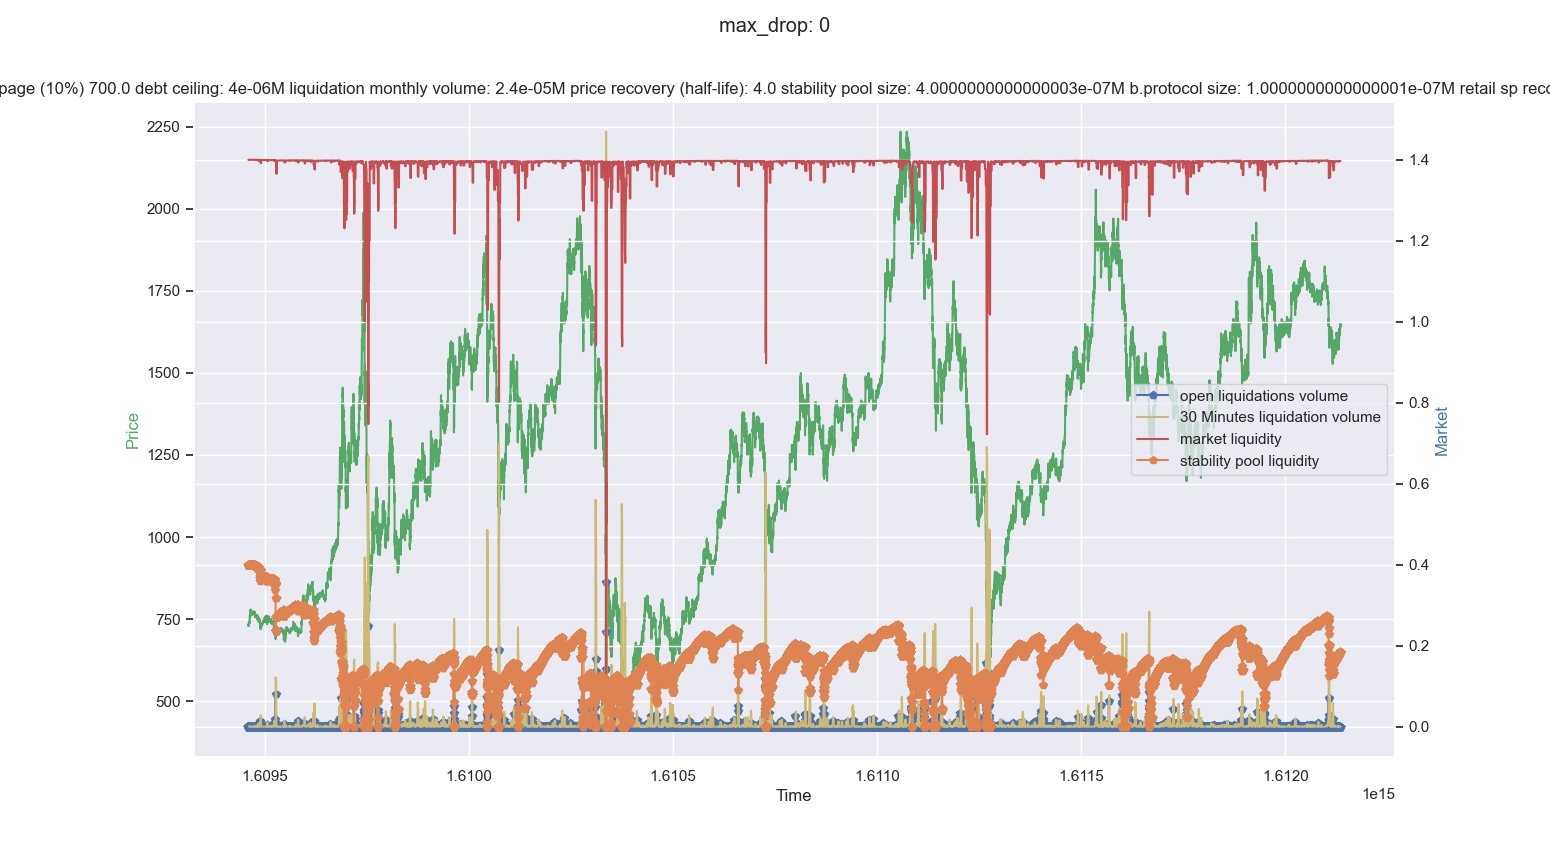 max_drop: 0
page (10%) 700.0 debt ceiling: 4e-06M liquidation monthly volume: 2.4e-05M price recovery (half-life): 4.0 stability pool size: 4.0000000000000003e-07M b.protocol size: 1.0000000000000001e-07M retail sp reco
2250
2000
1750
1500
1250
1000
750
500
Price
1.4
1.2
1.0
0.8
0.6
0.4
0.2
0.0
Market
open liquidations volume
30 Minutes liquidation volume
market liquidity
stability pool liquidity
1.6095
1.6100
1.6105
1.6110
1.6115
1.6120
Time
1e15